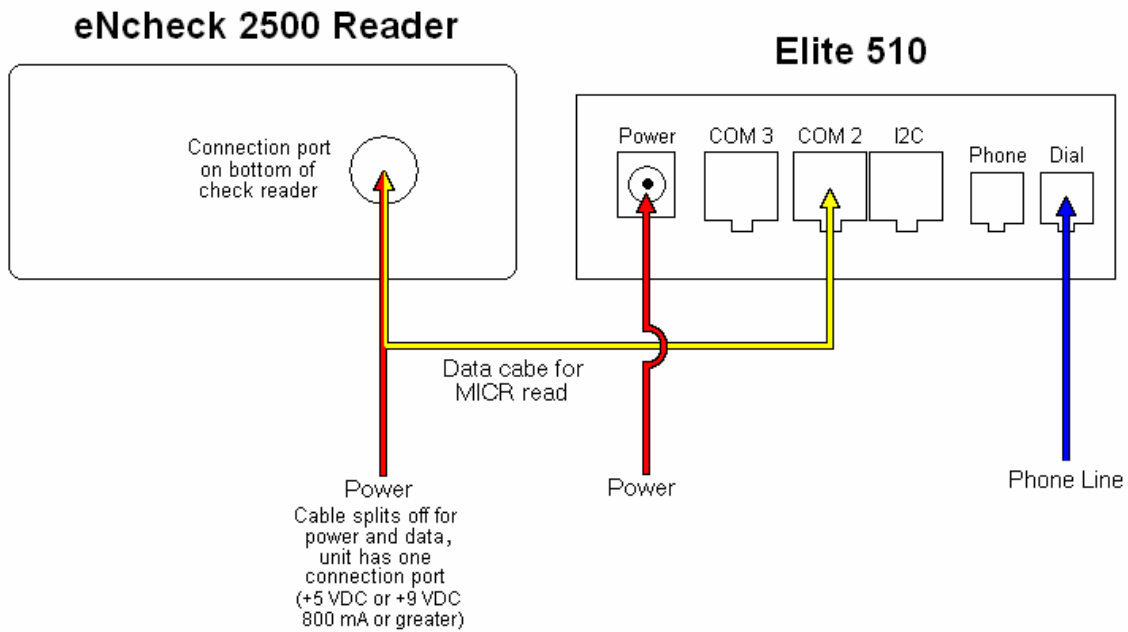 eNcheck 2500 Reader
Elite 510
Connection port
on bottom of
check reader
Power
COM 3
COM 2
I2C
Phone
Dial
Data cabe for
MICR read
Power
Cable splits off for
power and data,
unit has one
connection port
(+5 VDC or +9 VDC
800 mA or greater)
Power
Phone Line